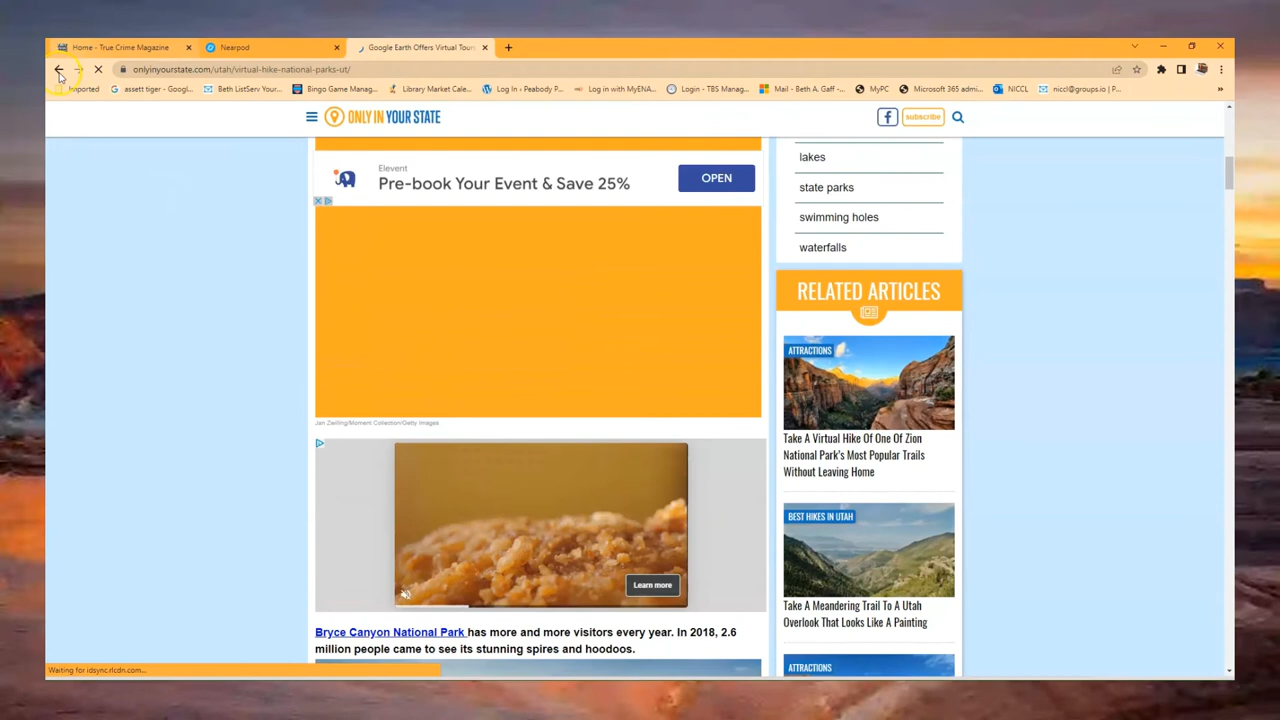 Home - True Crime Magazine
Nearpod
Google Earth Offers Virtual Tours
onlyinyourstate.com/utah/virtual-hike-national-parks-ut/
Imported
assett tiger - Googl...
Beth ListServ Your...
Bingo Game Manag...
Library Market Cale...
Log In ‹ Peabody P...
Log in with MyENA...
Login - TBS Manag...
Mail - Beth A. Gaff -...
MyPC
Microsoft 365 admi...
NICCL
niccl@groups.io | P...
»
ONLY IN YOUR STATE
subscribe
Elevent
Pre-book Your Event & Save 25%
OPEN
lakes
state parks
swimming holes
waterfalls
RELATED ARTICLES
ATTRACTIONS
Take A Virtual Hike Of One Of Zion
National Park's Most Popular Trails
Without Leaving Home
Jan Zwilling/Moment Collection/Getty Images
Learn more
BEST HIKES IN UTAH
Take A Meandering Trail To A Utah
Overlook That Looks Like A Painting
Bryce Canyon National Park has more and more visitors every year. In 2018, 2.6
million people came to see its stunning spires and hoodoos.
ATTRACTIONS
Waiting for idsync.rlcdn.com...